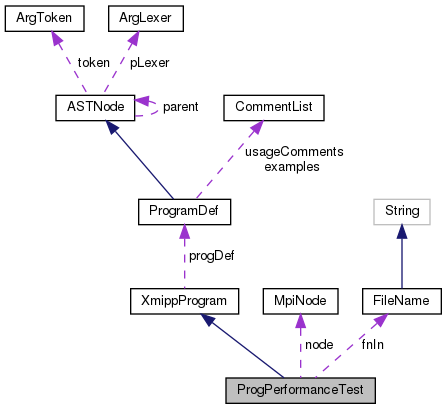 ArgToken
ArgLexer
token
pLexer
ASTNode
parent
CommentList
usageComments
examples
ProgramDef
String
progDef
XmippProgram
MpiNode
FileName
node
fnIn
ProgPerformanceTest